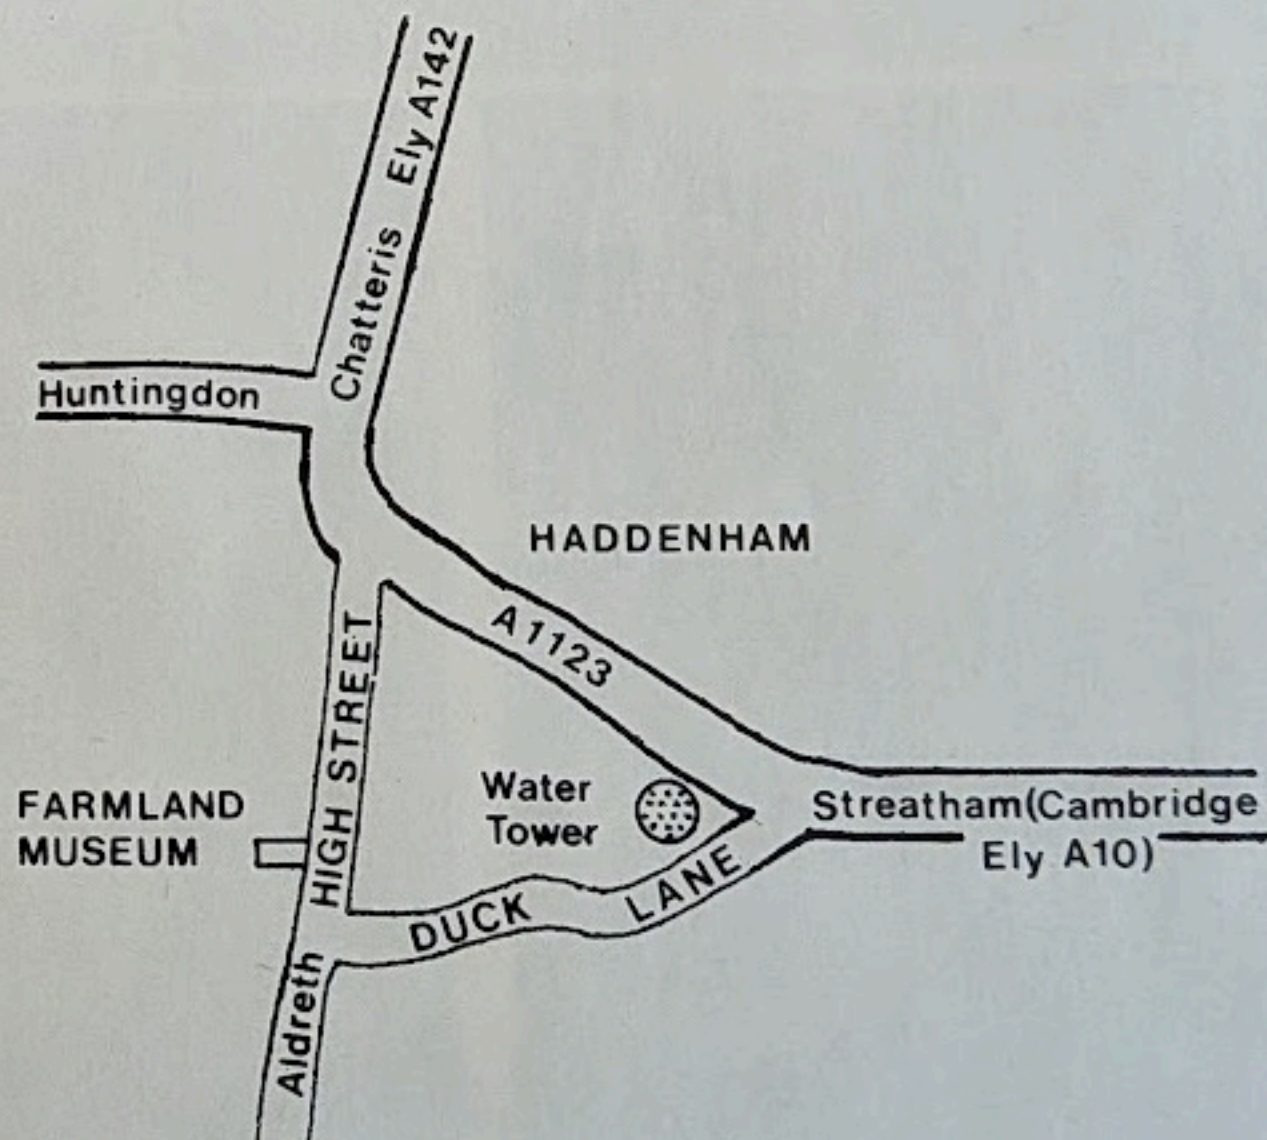 Chatteris Ely A142
Huntingdon
HADDENHAM
A1123
HIGH STREET
Water
Tower
FARMLAND
MUSEUM
Streatham(Cambridge
Ely A10)
DUCK LANE
Aldreth